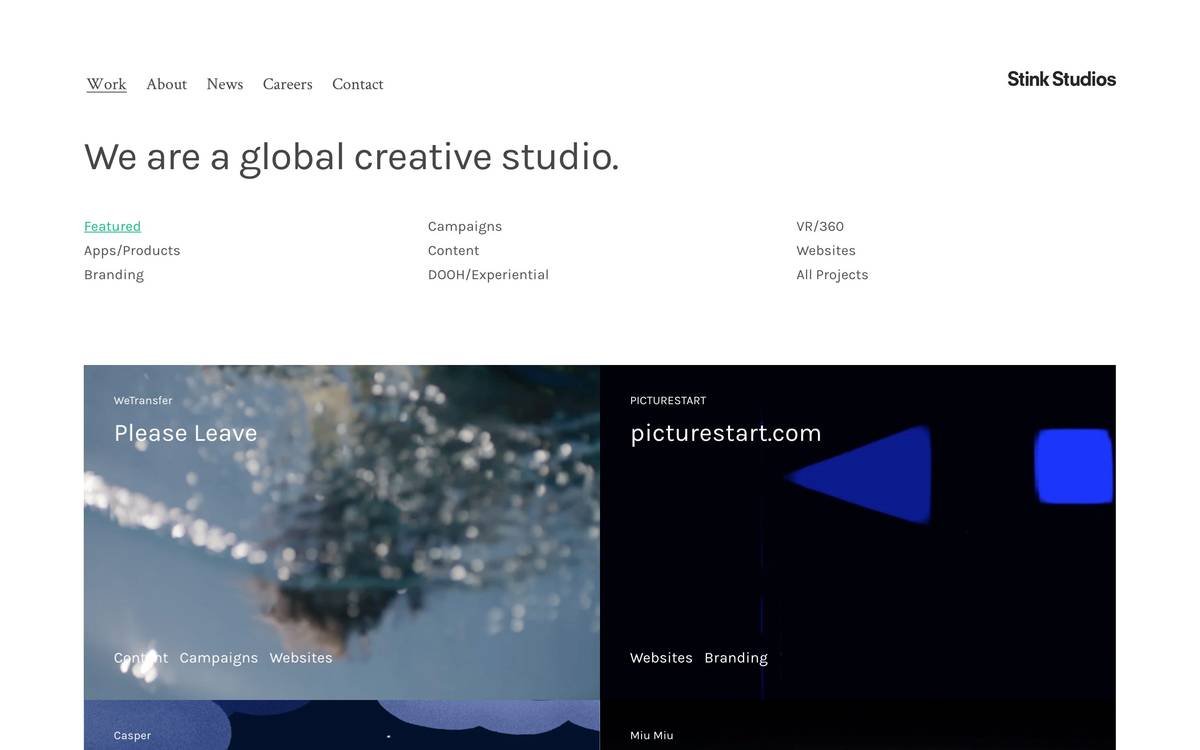 Work About News Careers Contact
Stink Studios
We are a global creative studio.
Featured
Apps/Products
Branding
Campaigns
Content
DOOH/Experiential
VR/360
Websites
All Projects
WeTransfer
Please Leave
Content Campaigns Websites
PICTURESTART
picturestart.com
Websites Branding
Casper
Miu Miu